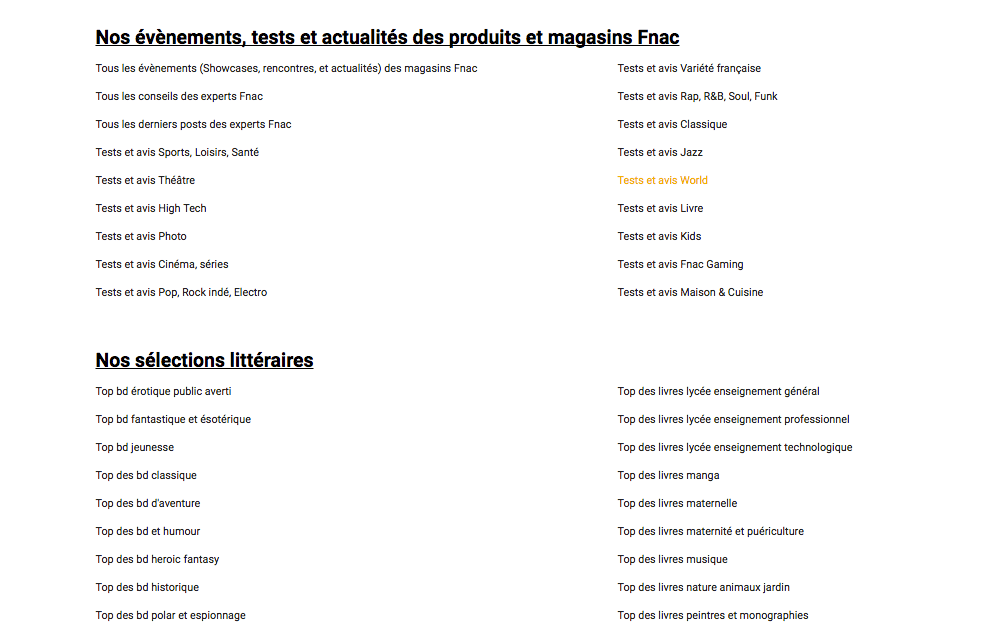 Nos évènements, tests et actualités des produits et magasins Fnac
Tous les évènements (Showcases, rencontres, et actualités) des magasins Fnac
Tous les conseils des experts Fnac
Tous les derniers posts des experts Fnac
Tests et avis Sports, Loisirs, Santé
Tests et avis Théâtre
Tests et avis High Tech
Tests et avis Photo
Tests et avis Cinéma, séries
Tests et avis Pop, Rock indé, Electro
Tests et avis Variété française
Tests et avis Rap, R&B, Soul, Funk
Tests et avis Classique
Tests et avis Jazz
Tests et avis World
Tests et avis Livre
Tests et avis Kids
Tests et avis Fnac Gaming
Tests et avis Maison & Cuisine
Nos sélections littéraires
Top bd érotique public averti
Top bd fantastique et ésotérique
Top bd jeunesse
Top des bd classique
Top des bd d'aventure
Top des bd et humour
Top des bd heroic fantasy
Top des bd historique
Top des bd polar et espionnage
Top des livres lycée enseignement général
Top des livres lycée enseignement professionnel
Top des livres lycée enseignement technologique
Top des livres manga
Top des livres maternelle
Top des livres maternité et puériculture
Top des livres musique
Top des livres nature animaux jardin
Top des livres peintres et monographies